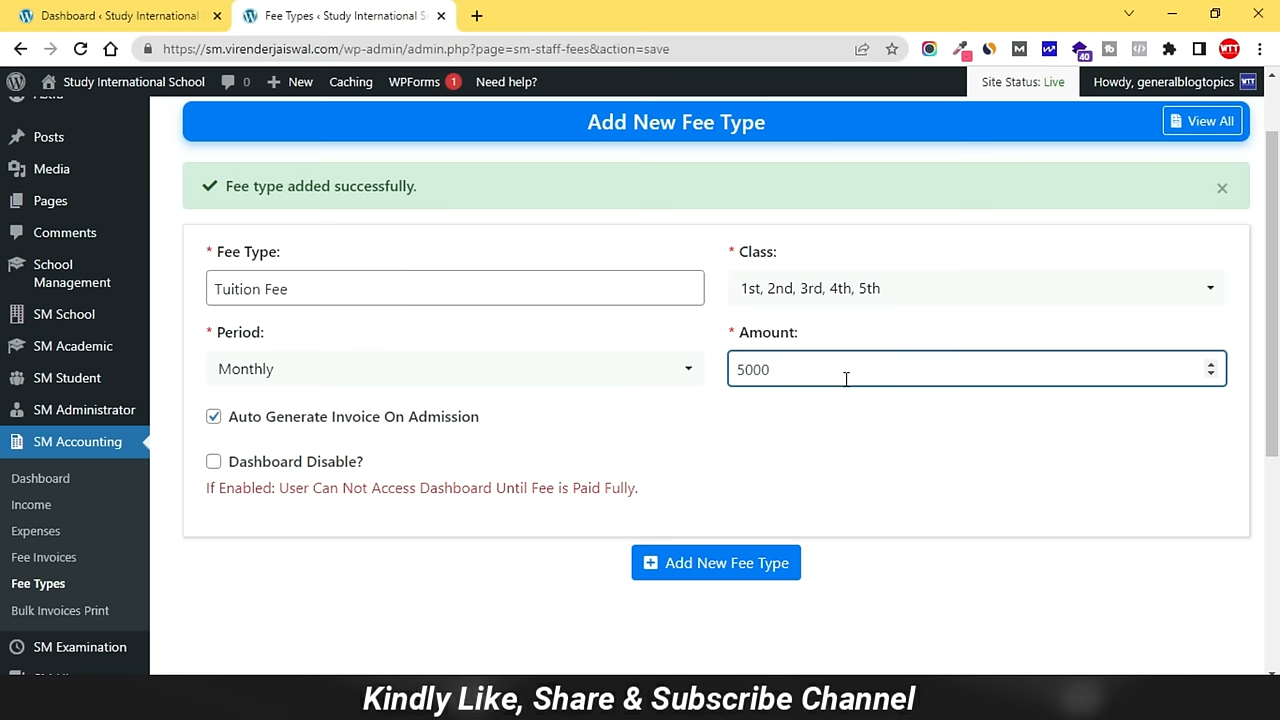 Dashboard ‹ Study International
Fee Types ‹ Study International S
https://sm.virenderjaiswal.com/wp-admin/admin.php?page=sm-staff-fees&action=save
40
WTT
Study International School
0
New
Caching
WPForms 1
Need help?
Site Status: Live
Howdy, generalblogtopics
WTT
Posts
Media
Pages
Comments
School
Management
SM School
SM Academic
SM Student
SM Administrator
SM Accounting
Dashboard
Income
Expenses
Fee Invoices
Fee Types
Bulk Invoices Print
SM Examination
Add New Fee Type
View All
Fee type added successfully.
×
* Fee Type:
Tuition Fee
* Class:
1st, 2nd, 3rd, 4th, 5th
* Period:
Monthly
* Amount:
5000
Auto Generate Invoice On Admission
Dashboard Disable?
If Enabled: User Can Not Access Dashboard Until Fee is Paid Fully.
Add New Fee Type
Kindly Like, Share & Subscribe Channel